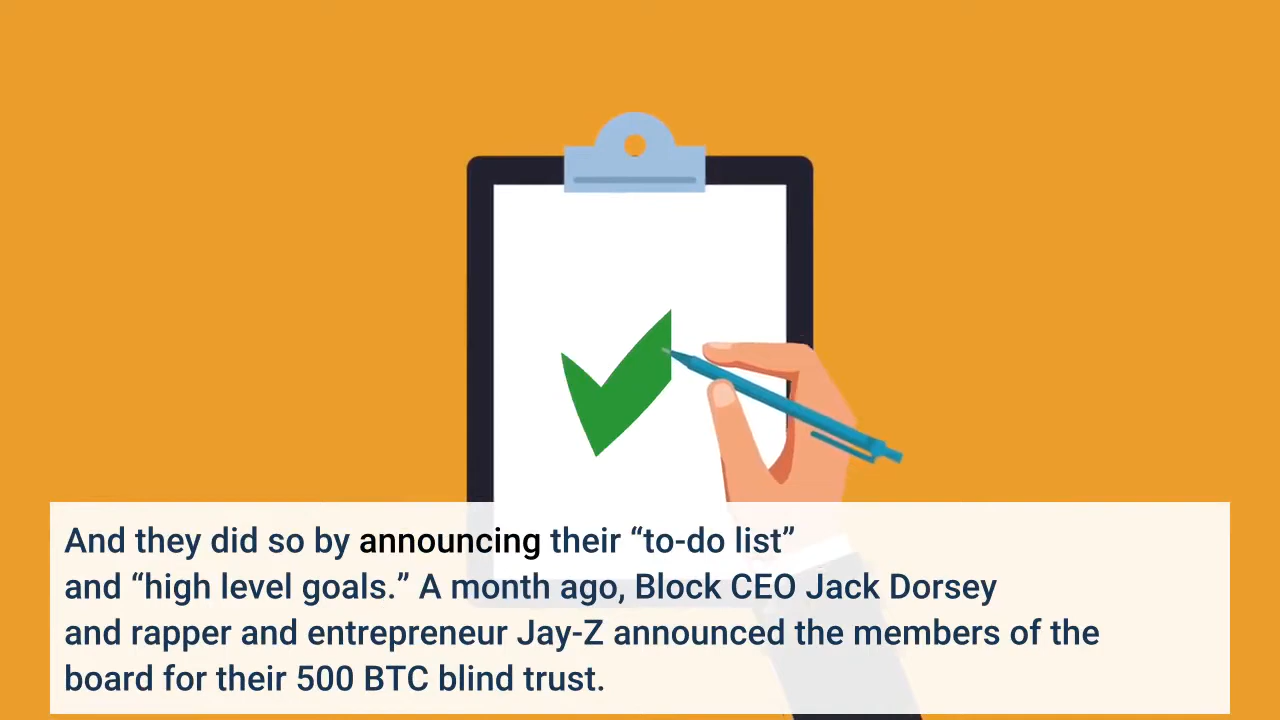 And they did so by announcing their “to-do list”
and “high level goals.” A month ago, Block CEO Jack Dorsey
and rapper and entrepreneur Jay-Z announced the members of the
board for their 500 BTC blind trust.